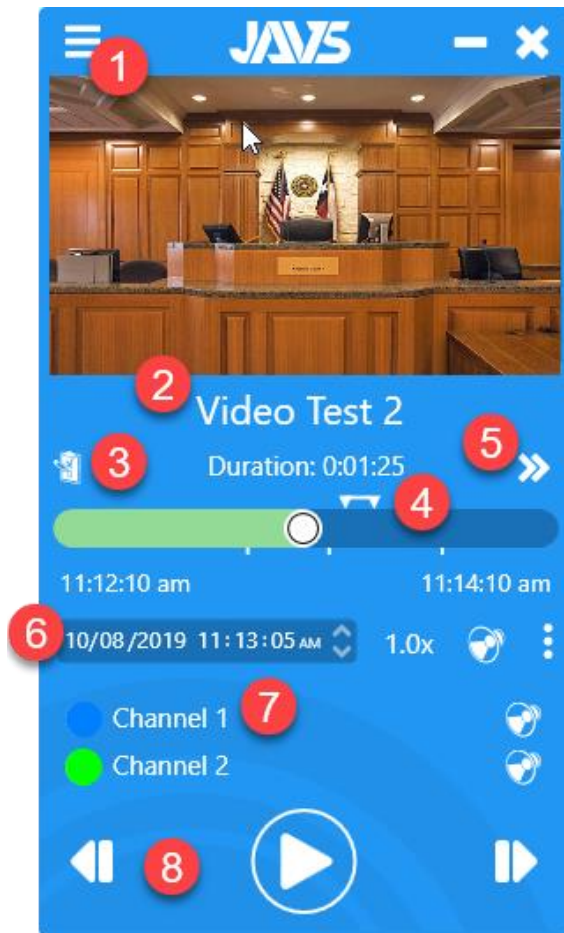 JAVS
1
2
Video Test 2
3
Duration: 0:01:25
5
4
11:12:10 am
11:14:10 am
6
10/08/2019 11:13:05 AM
1.0x
Channel 1
7
Channel 2
8